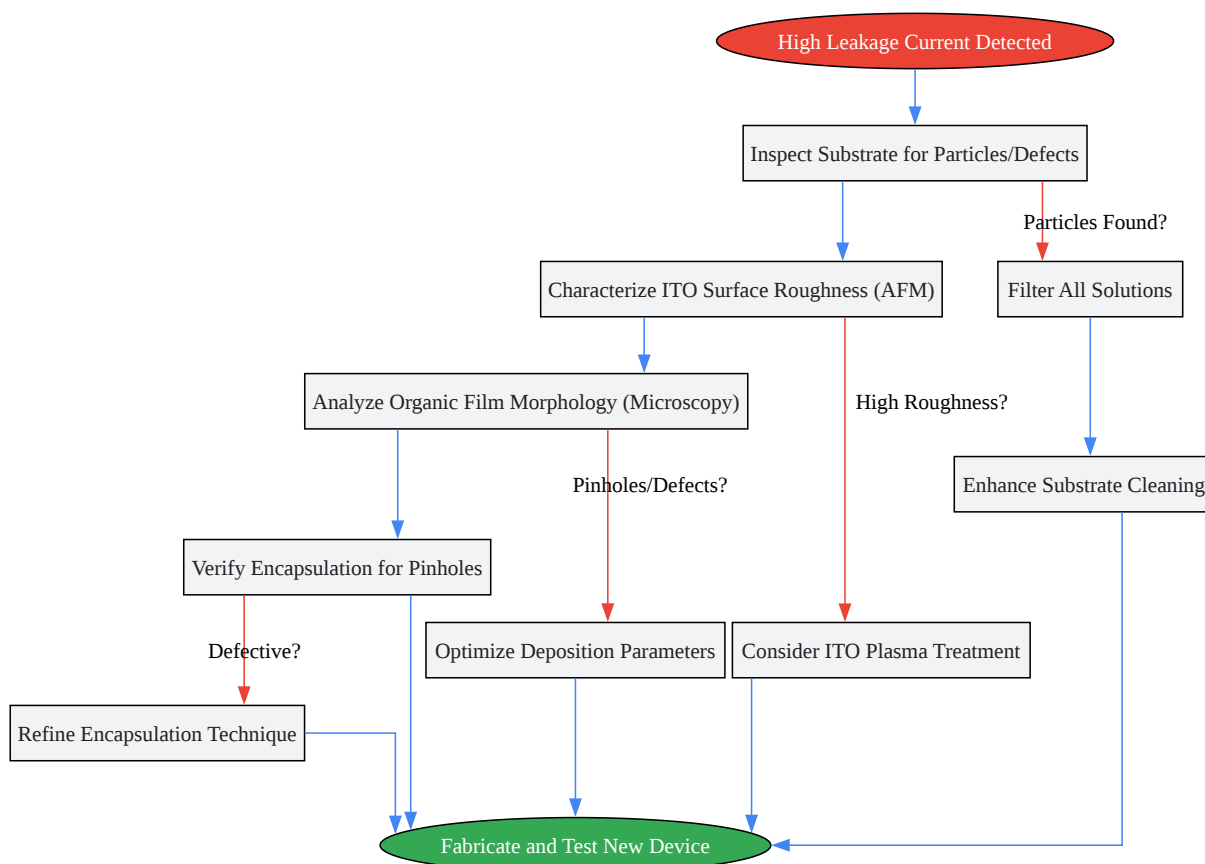 High Leakage Current Detected
Inspect Substrate for Particles/Defects
Particles Found?
Characterize ITO Surface Roughness (AFM)
Filter All Solutions
Analyze Organic Film Morphology (Microscopy)
High Roughness?
Pinholes/Defects?
Enhance Substrate Cleaning
Verify Encapsulation for Pinholes
Defective?
Optimize Deposition Parameters
Consider ITO Plasma Treatment
Refine Encapsulation Technique
Fabricate and Test New Device